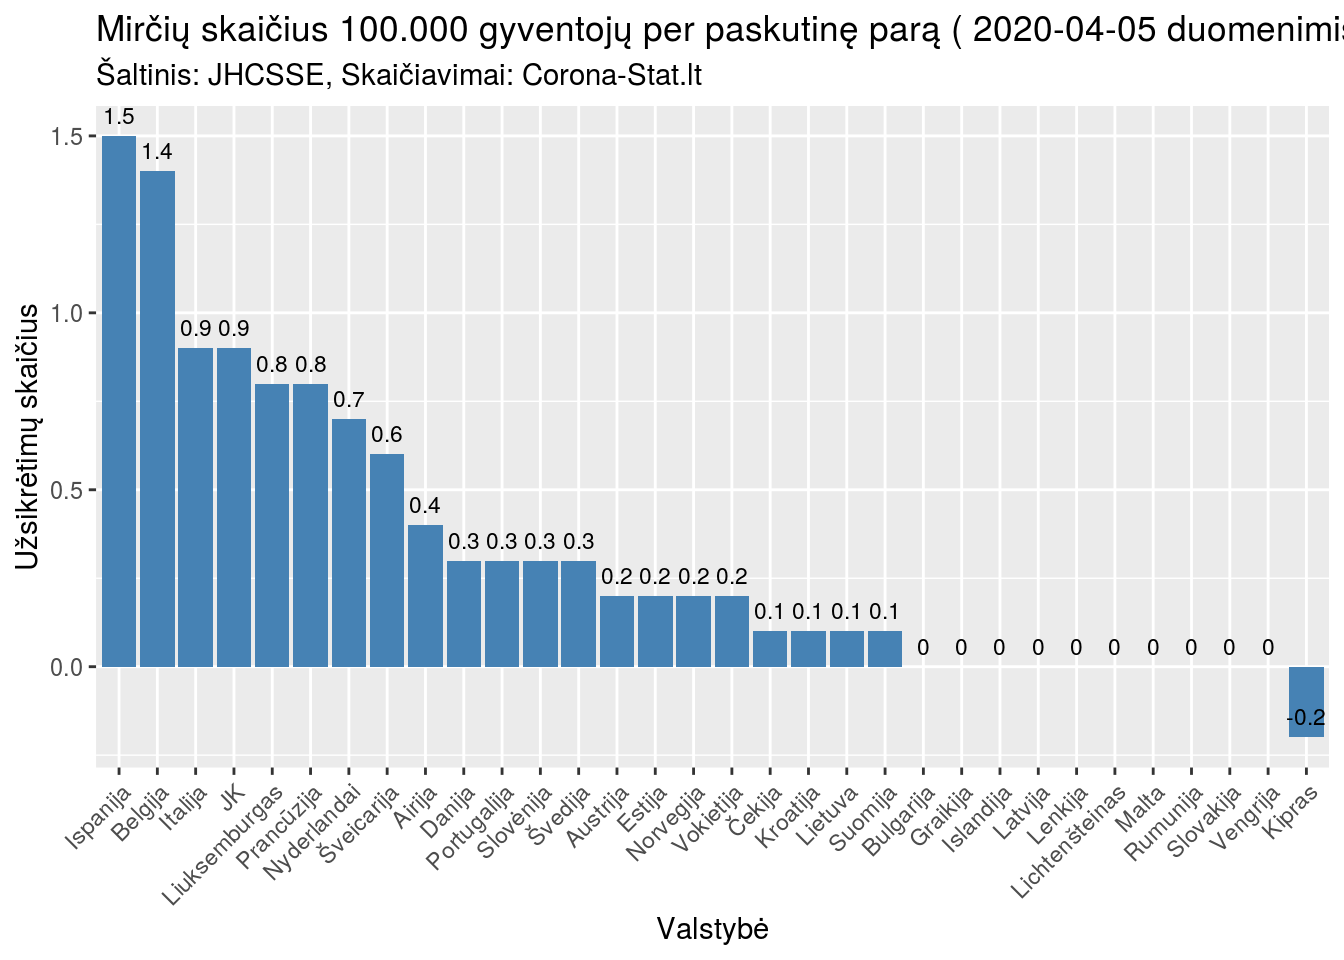 Mirčių skaičius 100.000 gyventojų per paskutinę parą ( 2020-04-05 duomenimis
Šaltinis: JHCSSE, Skaičiavimai: Corona-Stat.lt
Užsikrėtimų skaičius
1.5
1.0
0.5
0.0
1.5
1.4
0.9
0.9
0.8
0.8
0.7
0.6
0.4
0.3
0.3
0.3
0.3
0.2
0.2
0.2
0.2
0.1
0.1
0.1
0.1
0
0
0
0
0
0
0
0
0
0
-0.2
Ispanija
Belgija
Italija
JK
Liuksemburgas
Prancūzija
Nyderlandai
Šveicarija
Airija
Danija
Portugalija
Slovėnija
Švedija
Austrija
Estija
Norvegija
Vokietija
Čekija
Kroatija
Lietuva
Suomija
Bulgarija
Graikija
Islandija
Latvija
Lenkija
Lichtenšteinas
Malta
Rumunija
Slovakija
Vengrija
Kipras
Valstybė